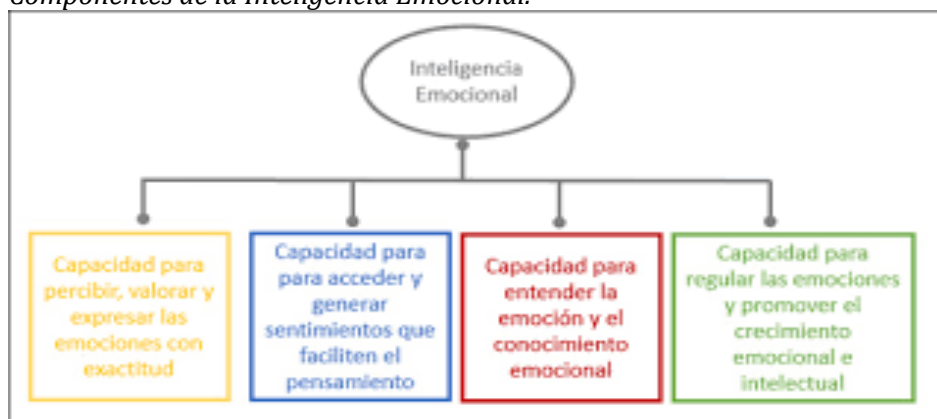 Componentes de la Inteligencia Emocional.
Inteligencia
Emocional
Capacidad para
percibir, valorar y
expresar las
emociones con
exactitud
Capacidad para
para acceder y
generar
sentimientos que
faciliten el
pensamiento
Capacidad para
entender la
emoción y el
conocimiento
emocional
Capacidad para
regular las emociones
y promover el
crecimiento
emocional e
intelectual